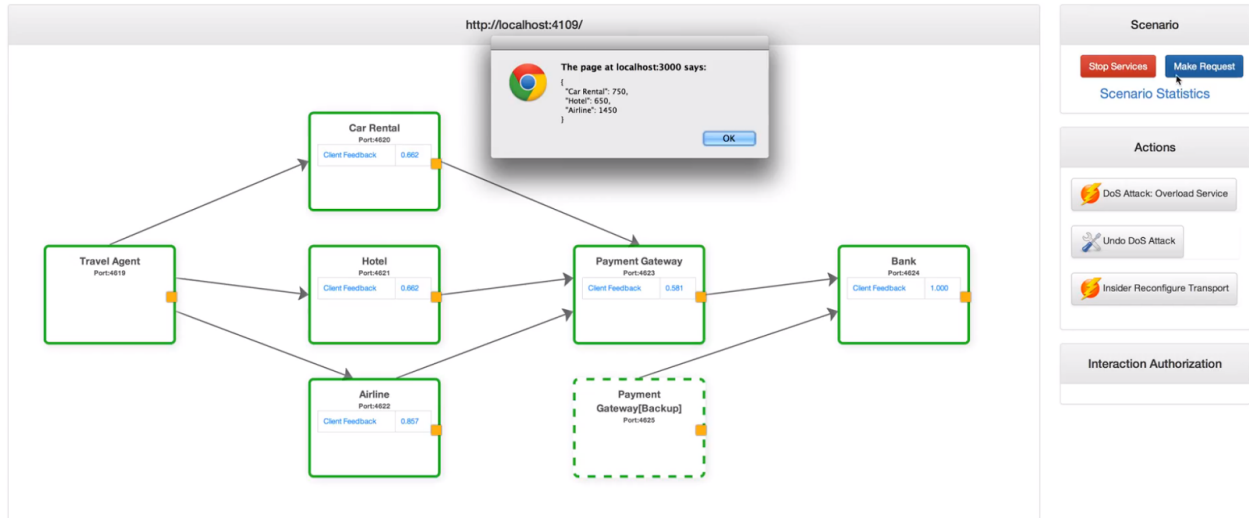 http://localhost:4109/
The page at localhost:3000 says:
{
"Car Rental": 750,
"Hotel": 650,
"Airline": 1450
}
OK
Car Rental
Port:4620
Client Feedback 0.662
Travel Agent
Port:4619
Hotel
Port:4621
Client Feedback 0.662
Payment Gateway
Port:4623
Client Feedback 0.581
Bank
Port:4624
Client Feedback 1.000
Airline
Port:4622
Client Feedback 0.857
Payment
Gateway[Backup]
Port:4625
Scenario
Stop Services Make Request
Scenario Statistics
Actions
DoS Attack: Overload Service
Undo DoS Attack
Insider Reconfigure Transport
Interaction Authorization